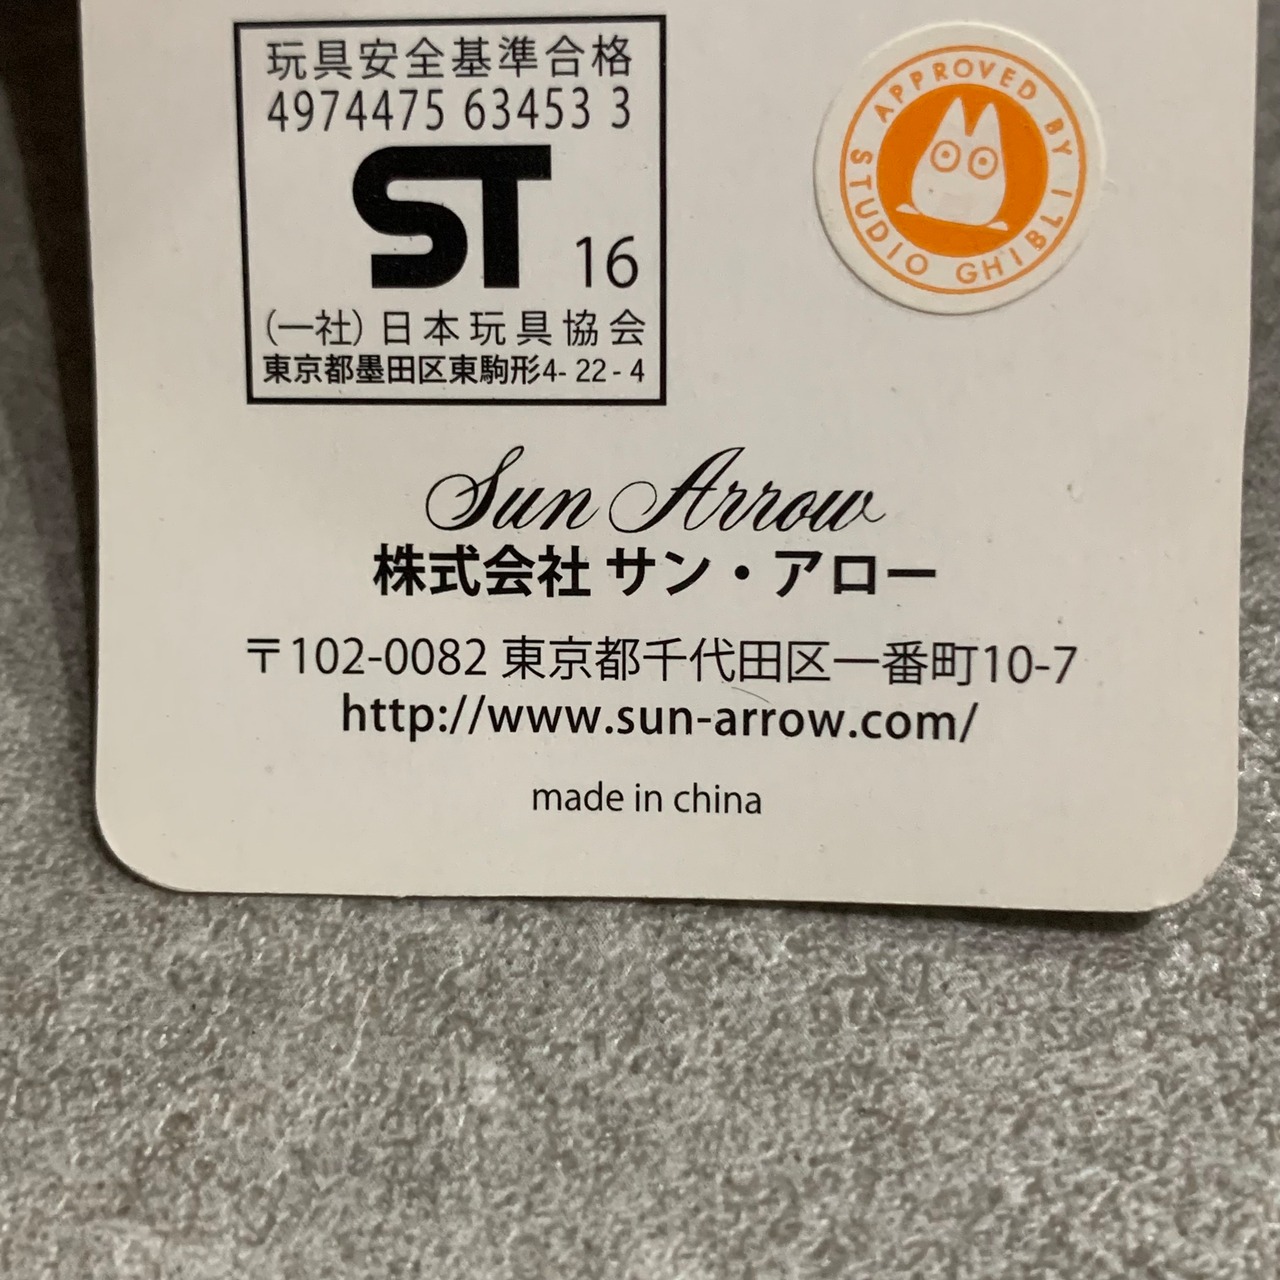 玩具安全基準合格
4974475 63453 3
ST 16
(一社)日本玩具協会
東京都墨田区東駒形4-22-4
APPROVED BY STUDIO GHIBLI
Sun Arrow
株式会社 サン・アロー
〒102-0082 東京都千代田区一番町10-7
http://www.sun-arrow.com/
made in china